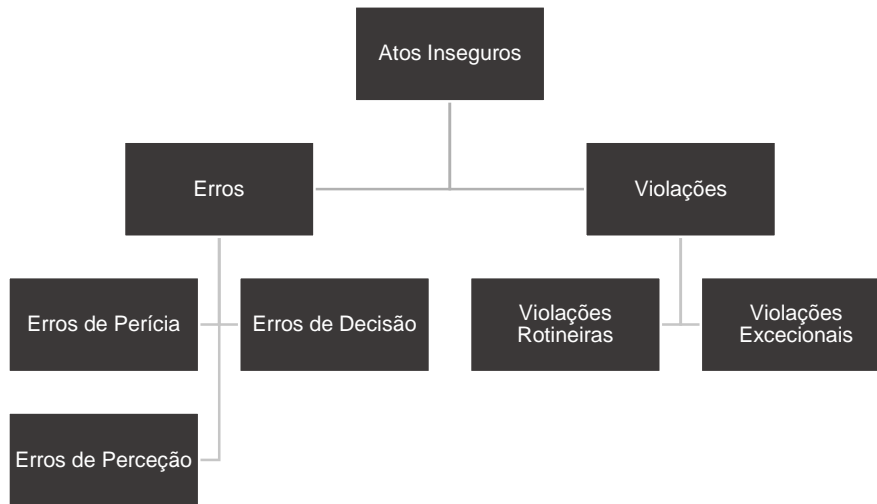 Atos Inseguros
Erros
Violações
Erros de Perícia
Erros de Decisão
Violações
Rotineiras
Violações
Excecionais
Erros de Perceção